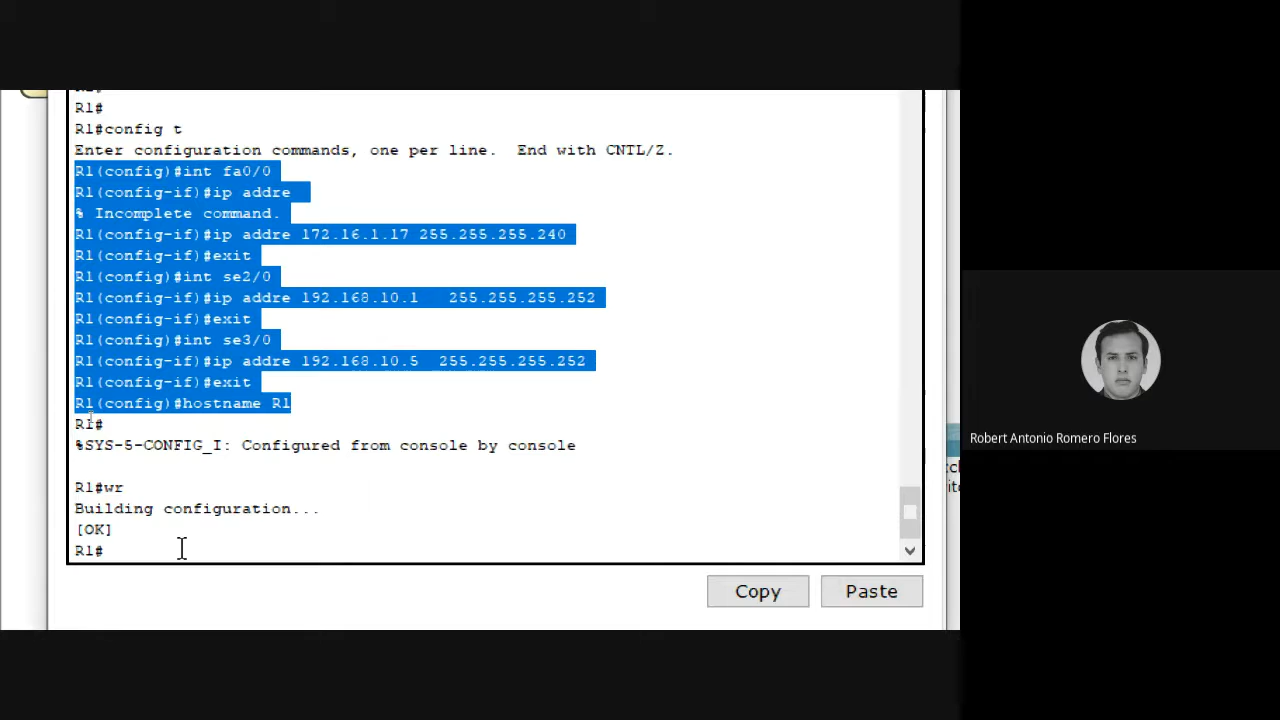 R1#
R1#config t
Enter configuration commands, one per line.  End with CNTL/Z.
R1(config)#int fa0/0
R1(config-if)#ip addre
% Incomplete command.
R1(config-if)#ip addre 172.16.1.17 255.255.255.240
R1(config-if)#exit
R1(config-if)#int se2/0
R1(config-if)#ip addre 192.168.10.1   255.255.255.252
R1(config-if)#exit
R1(config-if)#int se3/0
R1(config-if)#ip addre 192.168.10.5  255.255.255.252
R1(config-if)#exit
R1(config)#hostname R1
R1#
%SYS-5-CONFIG_I: Configured from console by console
R1#wr
Building configuration...
[OK]
R1#
Copy
Paste
Robert Antonio Romero Flores